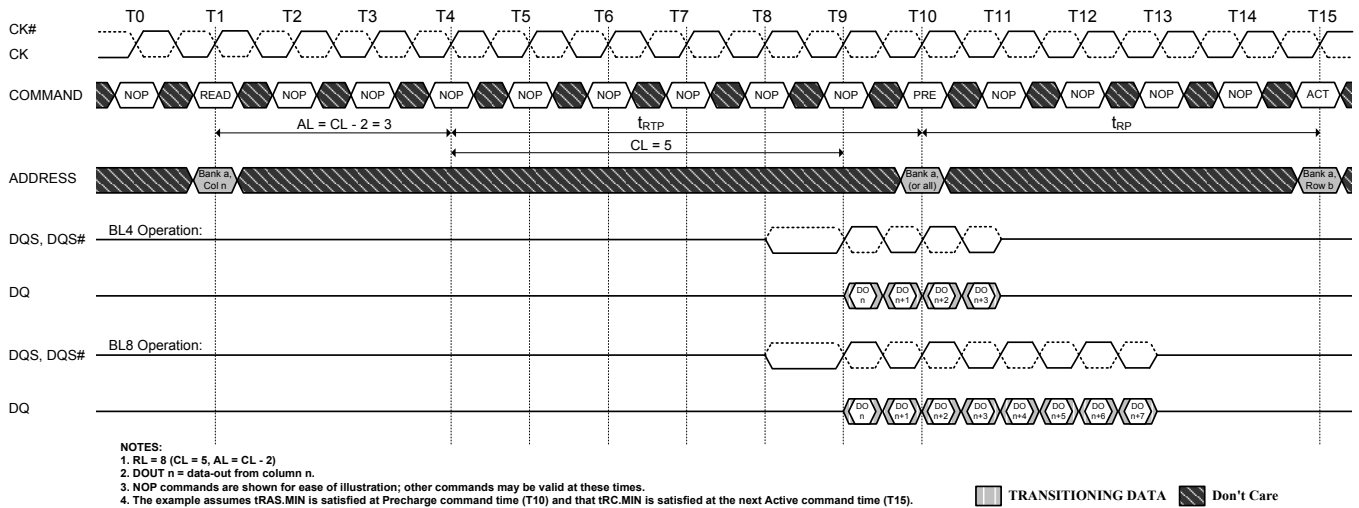 T0 T1 T2 T3 T4 T5 T6 T7 T8 T9 T10 T11 T12 T13 T14 T15
CK#
CK
COMMAND NOP READ NOP NOP NOP NOP NOP NOP NOP NOP PRE NOP NOP NOP NOP ACT
AL = CL - 2 = 3 tRTP tRP
CL = 5
ADDRESS Bank a, Col n Bank a, (or all) Bank a, Row b
BL4 Operation:
DQS, DQS#
DQ DO n DO n+1 DO n+2 DO n+3
BL8 Operation:
DQS, DQS#
DQ DO n DO n+1 DO n+2 DO n+3 DO n+4 DO n+5 DO n+6 DO n+7
NOTES:
1. RL = 8 (CL = 5, AL = CL - 2)
2. DOUT n = data-out from column n.
3. NOP commands are shown for ease of illustration; other commands may be valid at these times.
4. The example assumes tRAS.MIN is satisfied at Precharge command time (T10) and that tRC.MIN is satisfied at the next Active command time (T15).
TRANSITIONING DATA Don't Care